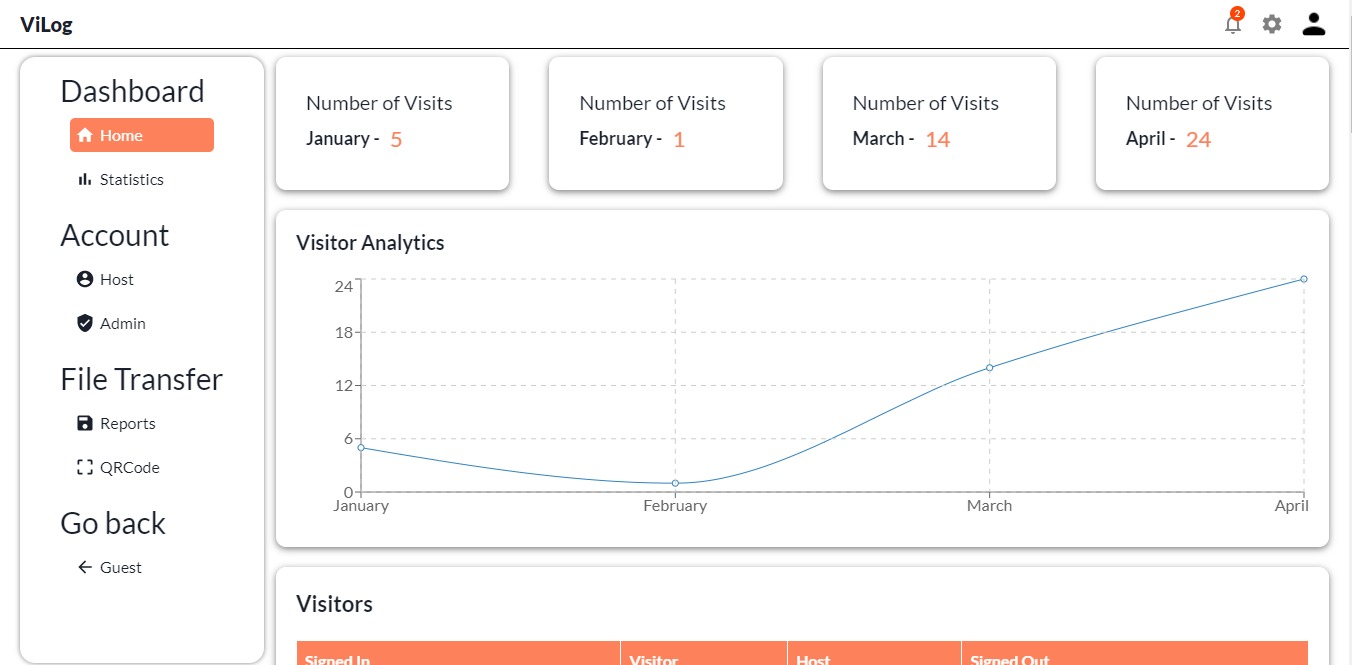 ViLog
2
Dashboard
Home
Statistics
Account
Host
Admin
File Transfer
Reports
QRCode
Go back
Guest
Number of Visits
January - 5
Number of Visits
February - 1
Number of Visits
March - 14
Number of Visits
April - 24
Visitor Analytics
24
18
12
6
0
January February March April
Visitors
Signed In Visitor Host Signed Out